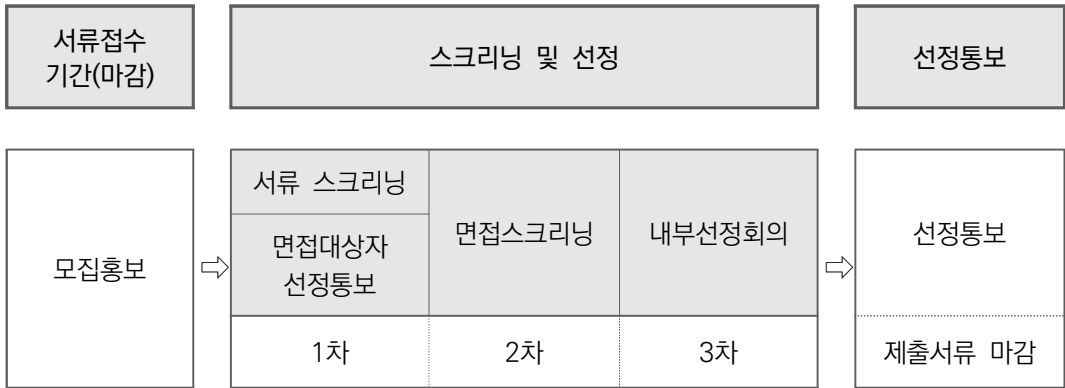 서류접수
기간(마감)
스크리닝 및 선정
선정통보
모집홍보
서류 스크리닝
면접대상자
선정통보
1차
면접스크리닝
2차
내부선정회의
3차
선정통보
제출서류 마감